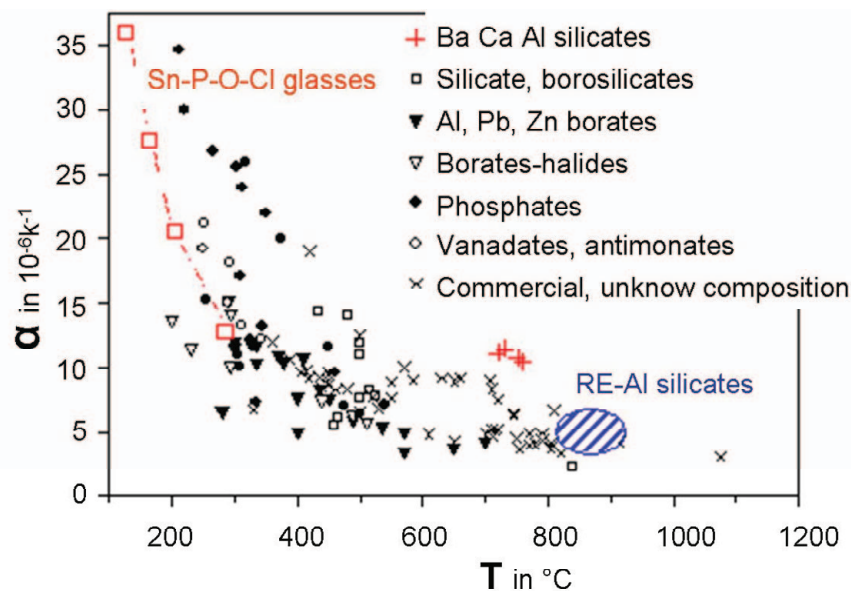 35
30
25
20
15
10
5
0
α in 10-6k-1
Sn-P-O-Cl glasses
Ba Ca Al silicates
Silicate, borosilicates
Al, Pb, Zn borates
Borates-halides
Phosphates
Vanadates, antimonates
Commercial, unknow composition
RE-Al silicates
200 400 600 800 1000 1200
T in °C